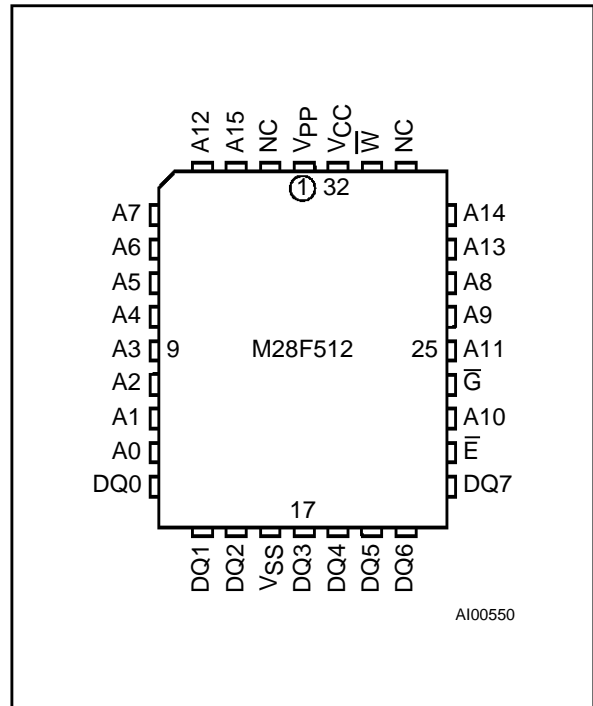 A12 A15 NC VPP VCC W̅ NC
1 32
A7 A14
A6 A13
A5 A8
A4 A9
A3 9 M28F512 25 A11
A2 G̅
A1 A10
A0 E̅
DQ0 DQ7
17
DQ1 DQ2 VSS DQ3 DQ4 DQ5 DQ6
AI00550